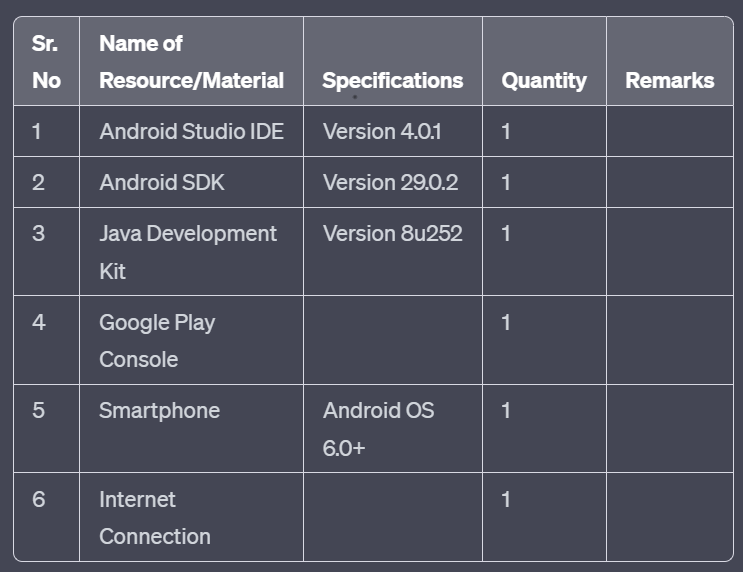 Sr. No
Name of Resource/Material
Specifications
Quantity
Remarks
1
Android Studio IDE
Version 4.0.1
1
2
Android SDK
Version 29.0.2
1
3
Java Development Kit
Version 8u252
1
4
Google Play Console
1
5
Smartphone
Android OS 6.0+
1
6
Internet Connection
1